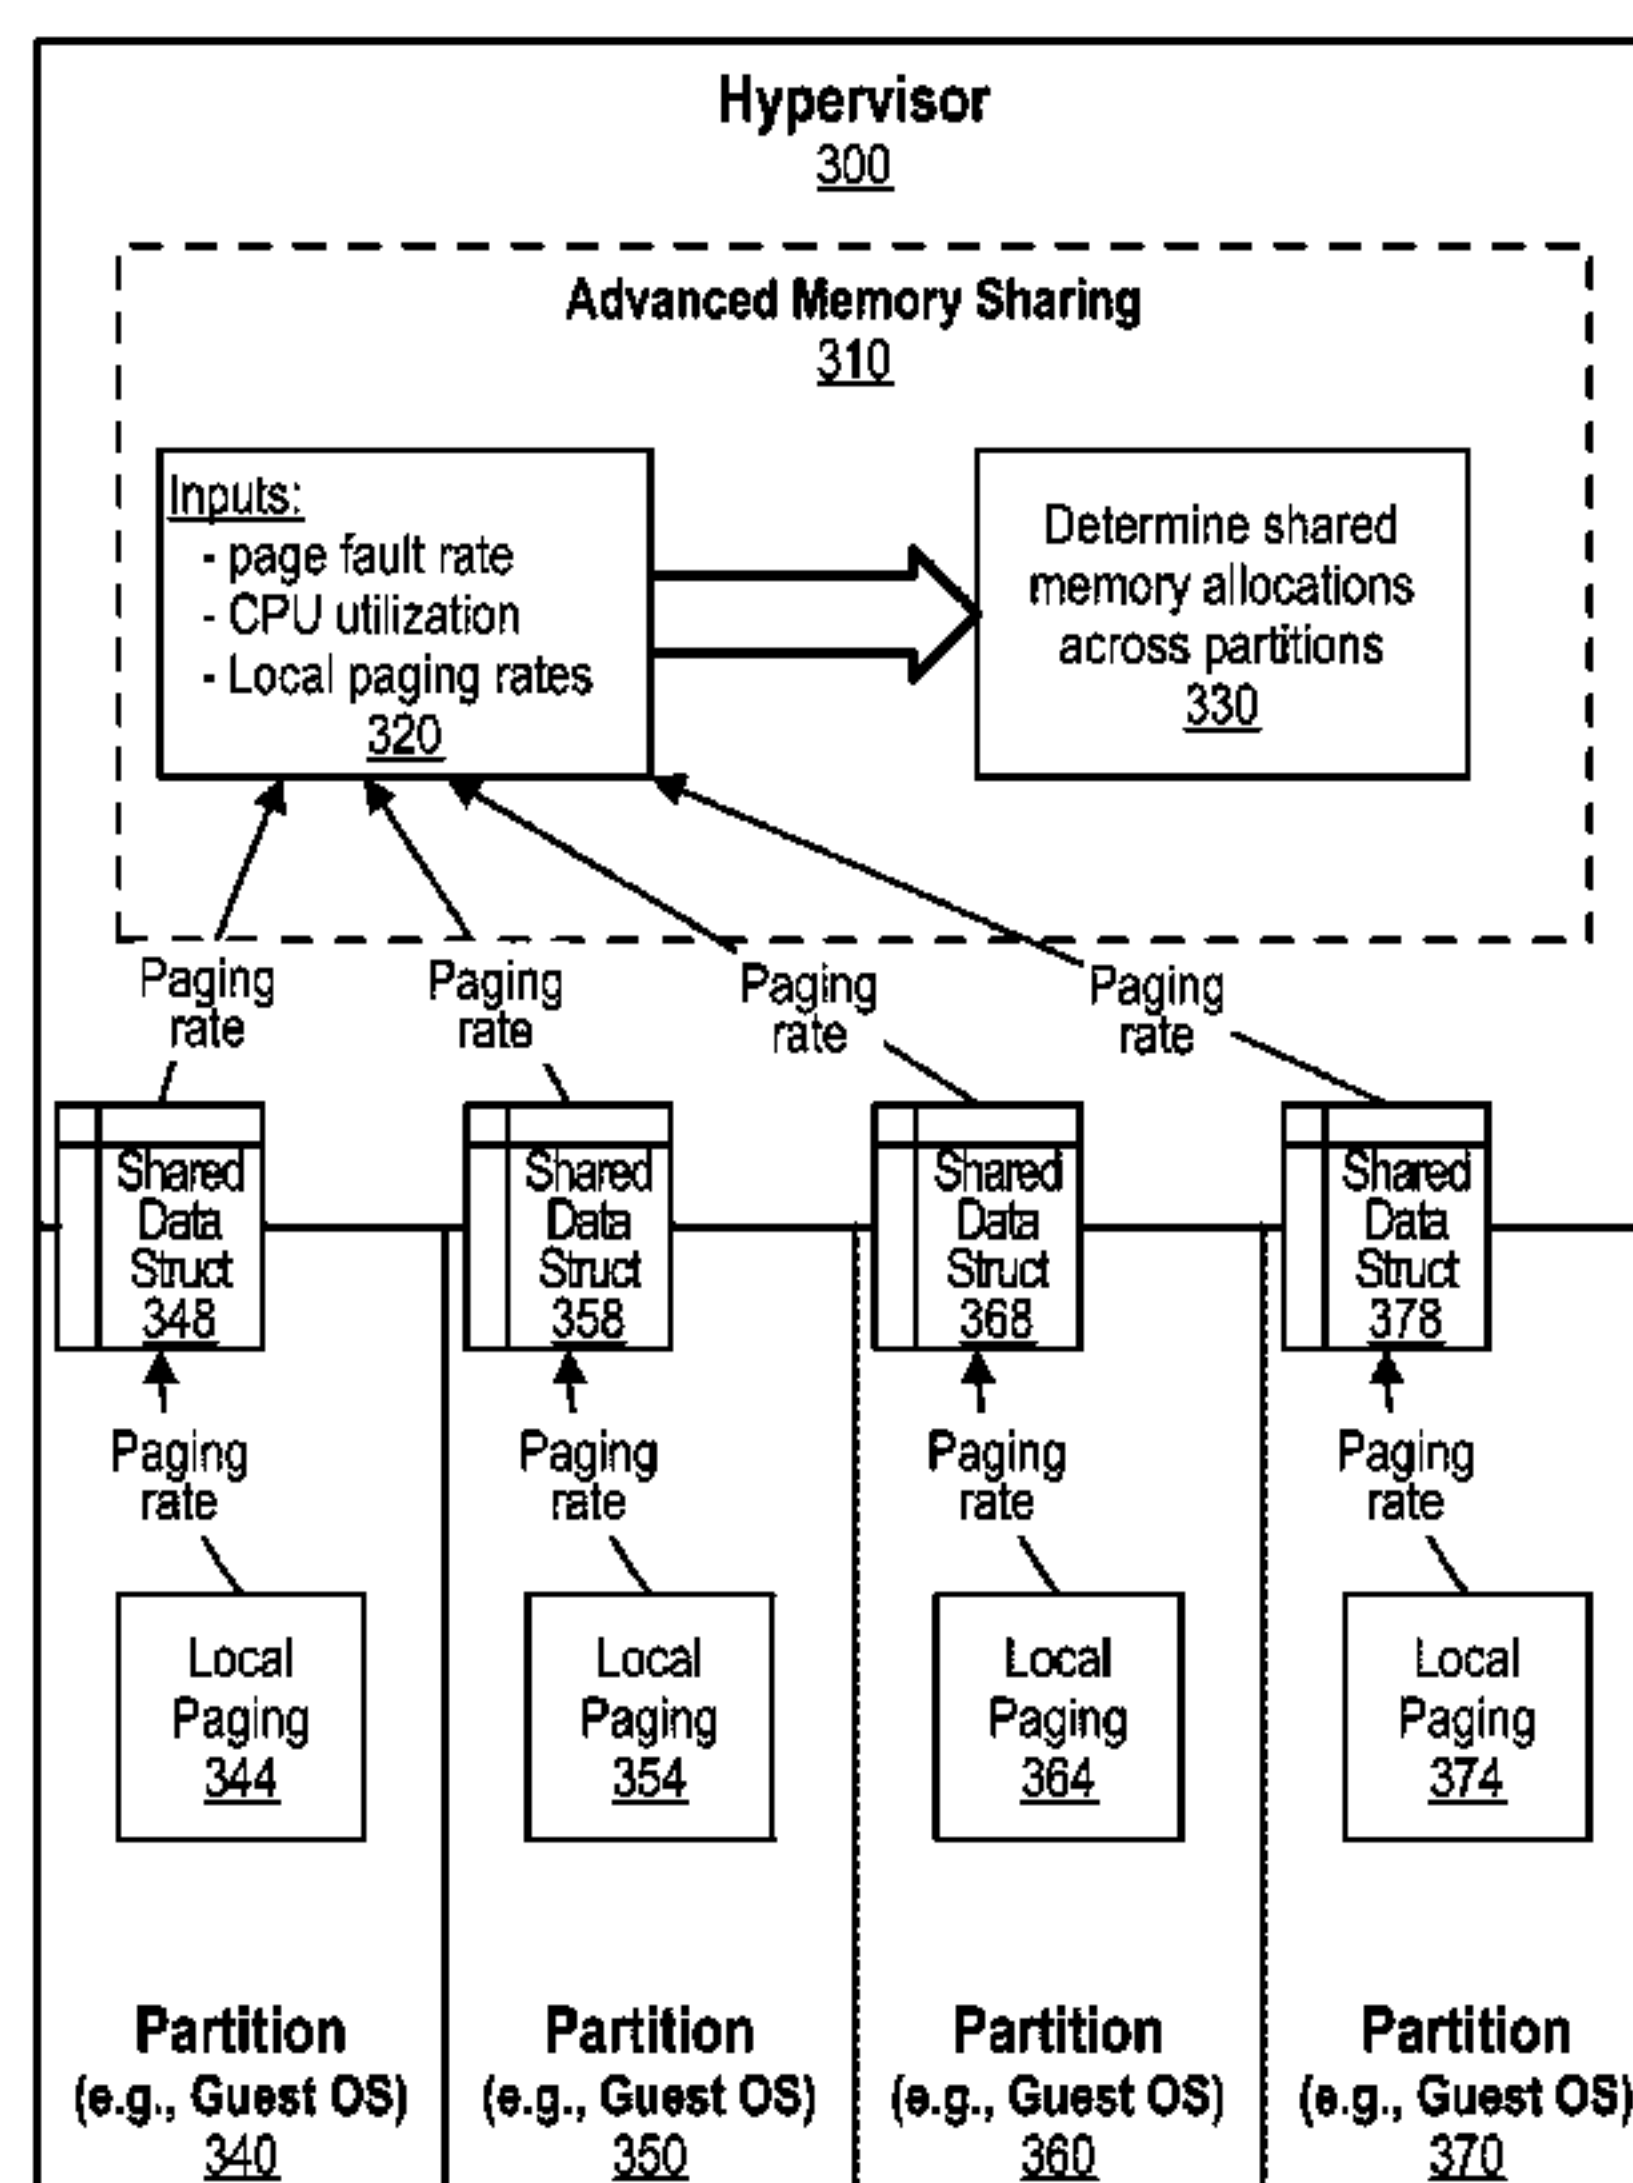 Hypervisor
300
Advanced Memory Sharing
310
Inputs:
- page fault rate
- CPU utilization
- Local paging rates
320
Determine shared
memory allocations
across partitions
330
Paging
rate
Paging
rate
Paging
rate
Paging
rate
Shared
Data
Struct
348
Shared
Data
Struct
358
Shared
Data
Struct
368
Shared
Data
Struct
378
Paging
rate
Paging
rate
Paging
rate
Paging
rate
Local
Paging
344
Local
Paging
354
Local
Paging
364
Local
Paging
374
Partition
(e.g., Guest OS)
340
Partition
(e.g., Guest OS)
350
Partition
(e.g., Guest OS)
360
Partition
(e.g., Guest OS)
370